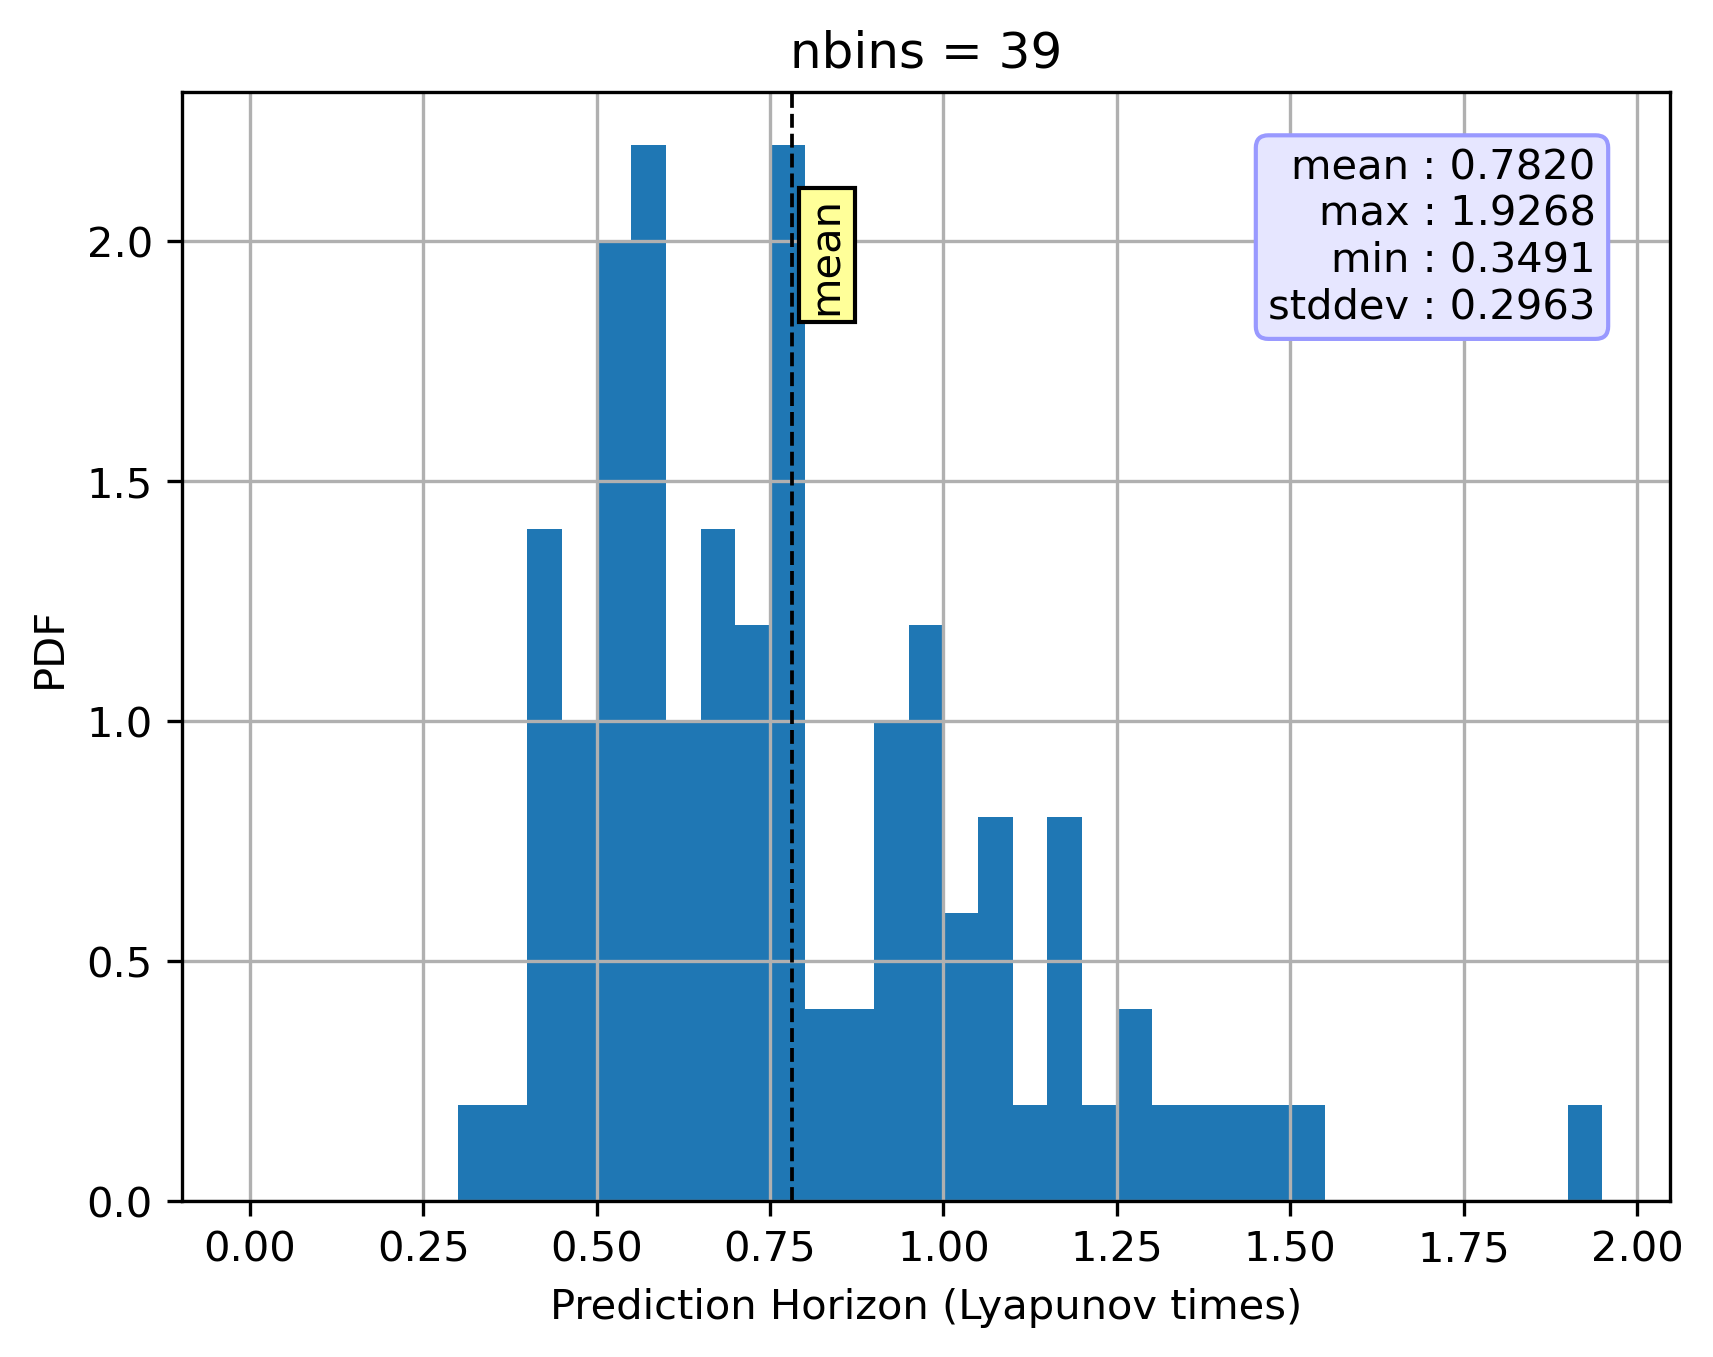 nbins = 39
mean : 0.7820
max : 1.9268
min : 0.3491
stddev : 0.2963
mean
PDF
2.0
1.5
1.0
0.5
0.0
0.00 0.25 0.50 0.75 1.00 1.25 1.50 1.75 2.00
Prediction Horizon (Lyapunov times)